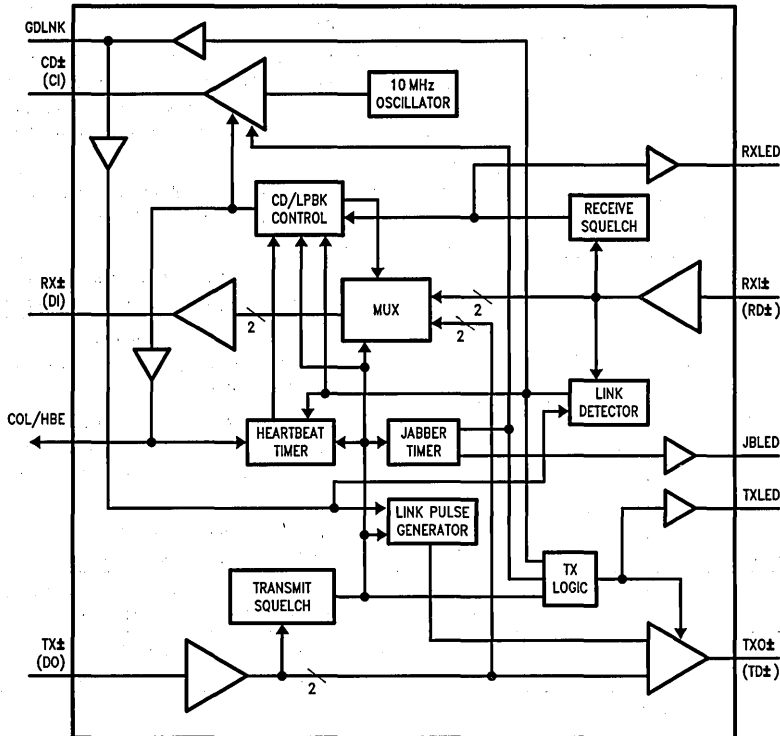 GDLNK
CD±
(CI)
10 MHz
OSCILLATOR
RXLED
CD/LPBK
CONTROL
RECEIVE
SQUELCH
RX±
(DI)
2
MUX
2
2
RXI±
(RD±)
LINK
DETECTOR
COL/HBE
HEARTBEAT
TIMER
JABBER
TIMER
JBLED
TXLED
LINK PULSE
GENERATOR
TRANSMIT
SQUELCH
TX
LOGIC
TX±
(DO)
2
TXO±
(TD±)